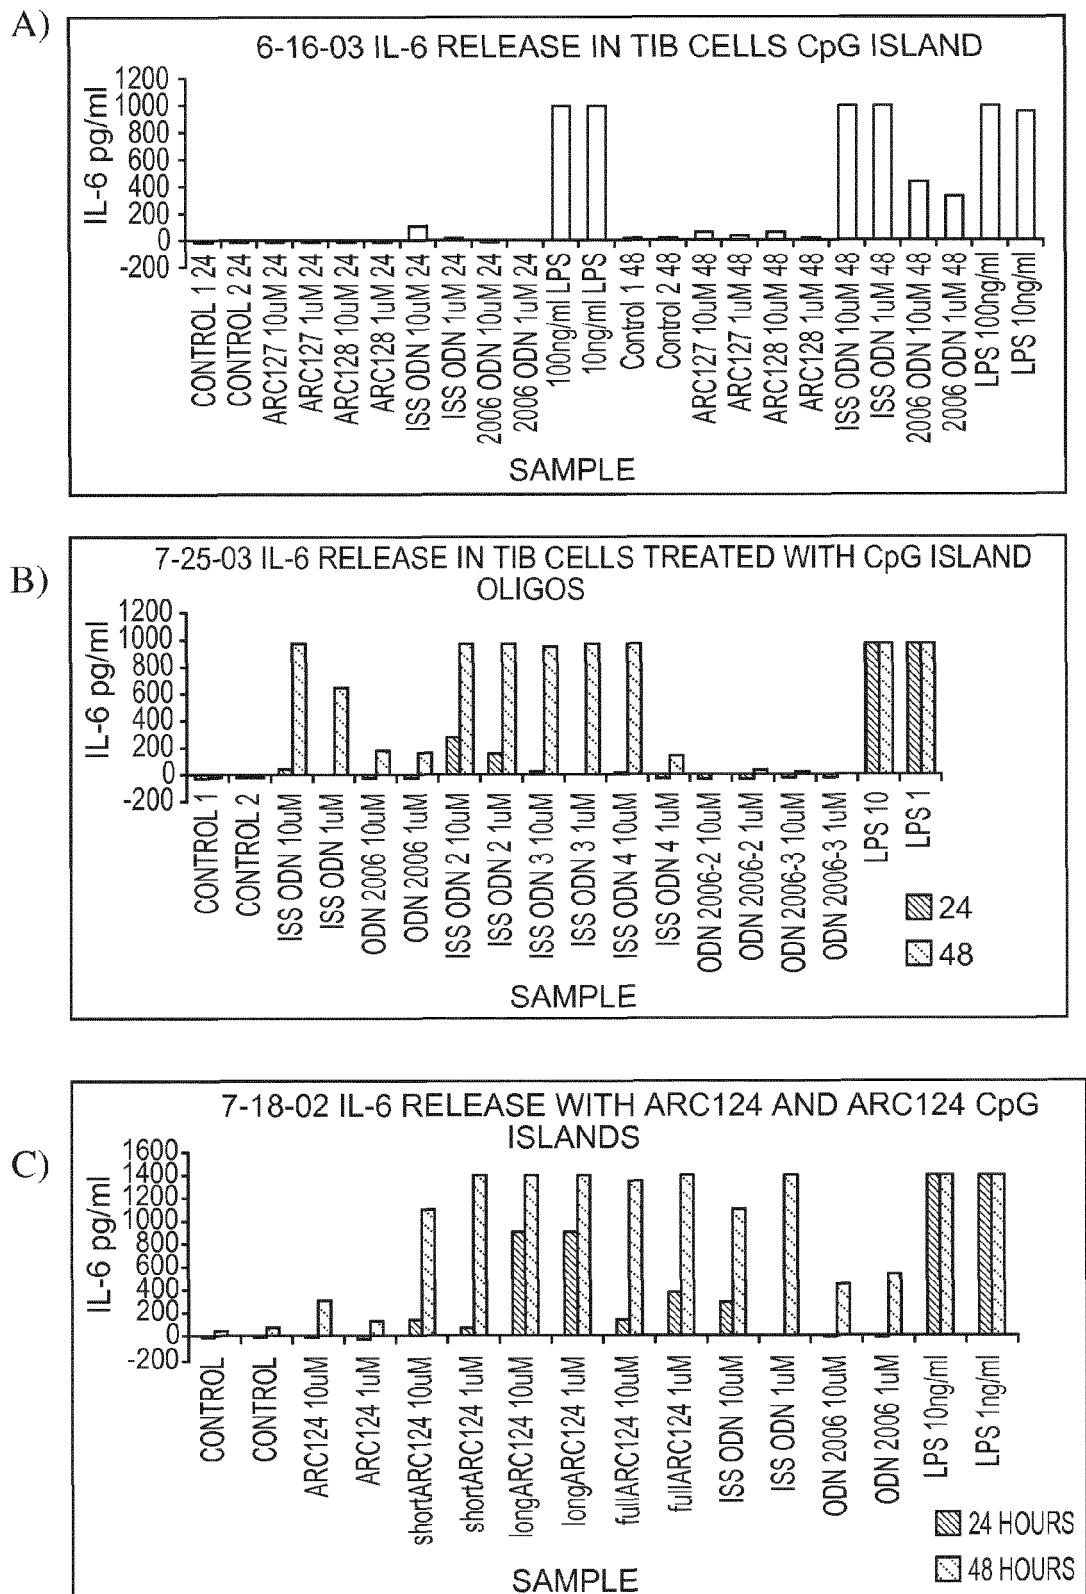 A)
6-16-03 IL-6 RELEASE IN TIB CELLS CpG ISLAND
IL-6 pg/ml
1200
1000
800
600
400
200
0
-200
CONTROL 1 24
CONTROL 2 24
ARC127 10uM 24
ARC127 1uM 24
ARC128 10uM 24
ARC128 1uM 24
ISS ODN 10uM 24
ISS ODN 1uM 24
2006 ODN 10uM 24
2006 ODN 1uM 24
100ng/ml LPS
10ng/ml LPS
Control 1 48
Control 2 48
ARC127 10uM 48
ARC127 1uM 48
ARC128 10uM 48
ARC128 1uM 48
ISS ODN 10uM 48
ISS ODN 1uM 48
2006 ODN 10uM 48
2006 ODN 1uM 48
LPS 100ng/ml
LPS 10ng/ml
SAMPLE
B)
7-25-03 IL-6 RELEASE IN TIB CELLS TREATED WITH CpG ISLAND
OLIGOS
IL-6 pg/ml
1200
1000
800
600
400
200
0
-200
CONTROL 1
CONTROL 2
ISS ODN 10uM
ISS ODN 1uM
ODN 2006 10uM
ODN 2006 1uM
ISS ODN 2 10uM
ISS ODN 2 1uM
ISS ODN 3 10uM
ISS ODN 3 1uM
ISS ODN 4 10uM
ISS ODN 4 1uM
ODN 2006-2 10uM
ODN 2006-2 1uM
ODN 2006-3 10uM
ODN 2006-3 1uM
LPS 10
LPS 1
24
48
SAMPLE
C)
7-18-02 IL-6 RELEASE WITH ARC124 AND ARC124 CpG
ISLANDS
IL-6 pg/ml
1600
1400
1200
1000
800
600
400
200
0
-200
CONTROL
CONTROL
ARC124 10uM
ARC124 1uM
shortARC124 10uM
shortARC124 1uM
longARC124 10uM
longARC124 1uM
fullARC124 10uM
fullARC124 1uM
ISS ODN 10uM
ISS ODN 1uM
ODN 2006 10uM
ODN 2006 1uM
LPS 10ng/ml
LPS 1ng/ml
24 HOURS
48 HOURS
SAMPLE